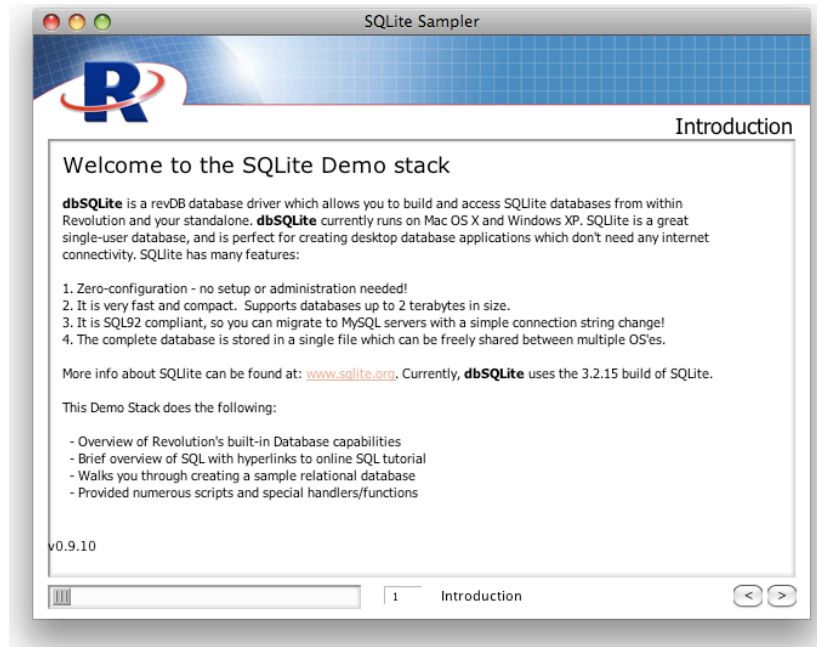 SQLite Sampler
R
Introduction
Welcome to the SQLite Demo stack
dbSQLite is a revDB database driver which allows you to build and access SQLlite databases from within
Revolution and your standalone. dbSQLite currently runs on Mac OS X and Windows XP. SQLlite is a great
single-user database, and is perfect for creating desktop database applications which don't need any internet
connectivity. SQLlite has many features:
1. Zero-configuration - no setup or administration needed!
2. It is very fast and compact.  Supports databases up to 2 terabytes in size.
3. It is SQL92 compliant, so you can migrate to MySQL servers with a simple connection string change!
4. The complete database is stored in a single file which can be freely shared between multiple OS'es.
More info about SQLlite can be found at: www.sqlite.org. Currently, dbSQLite uses the 3.2.15 build of SQLite.
This Demo Stack does the following:
- Overview of Revolution's built-in Database capabilities
- Brief overview of SQL with hyperlinks to online SQL tutorial
- Walks you through creating a sample relational database
- Provided numerous scripts and special handlers/functions
v0.9.10
1 Introduction < >